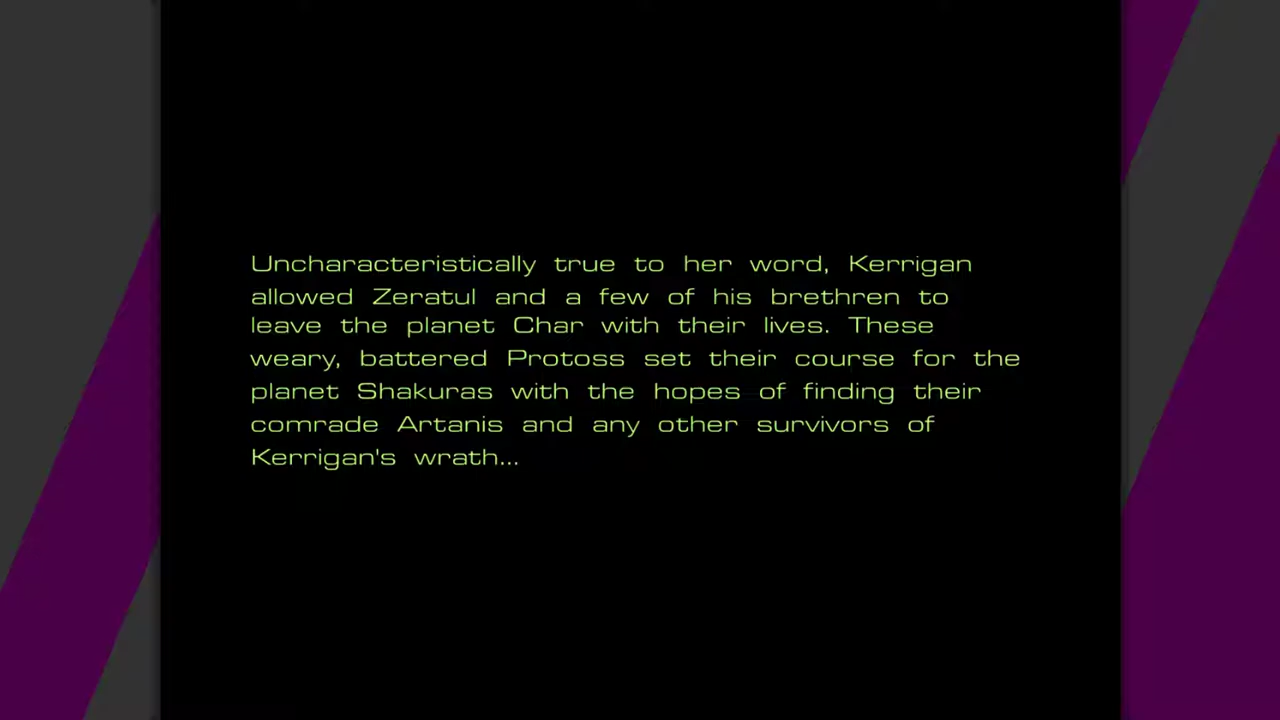 Uncharacteristically true to her word, Kerrigan
allowed Zeratul and a few of his brethren to
leave the planet Char with their lives. These
weary, battered Protoss set their course for the
planet Shakuras with the hopes of finding their
comrade Artanis and any other survivors of
Kerrigan's wrath...